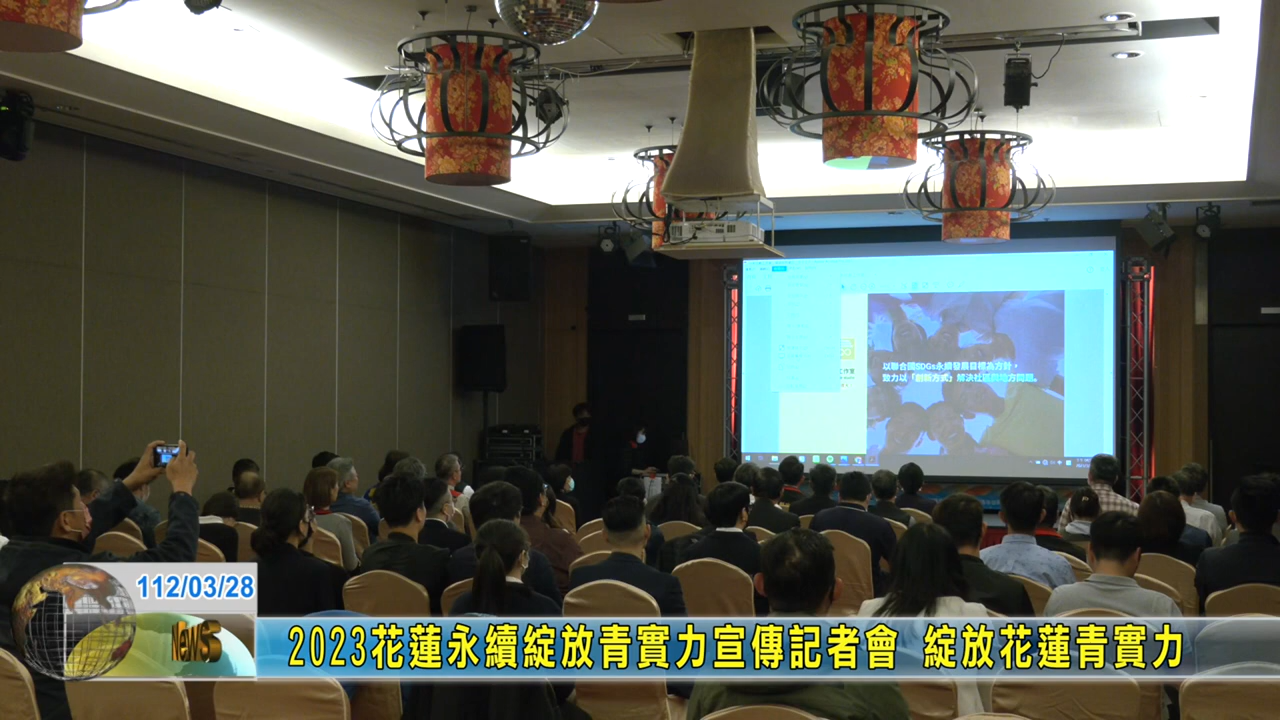 以聯合國SDGs永續發展目標為方針，
致力以「創新方式」解決社區與地方問題。
112/03/28
NewS
2023花蓮永續綻放青實力宣傳記者會 綻放花蓮青實力